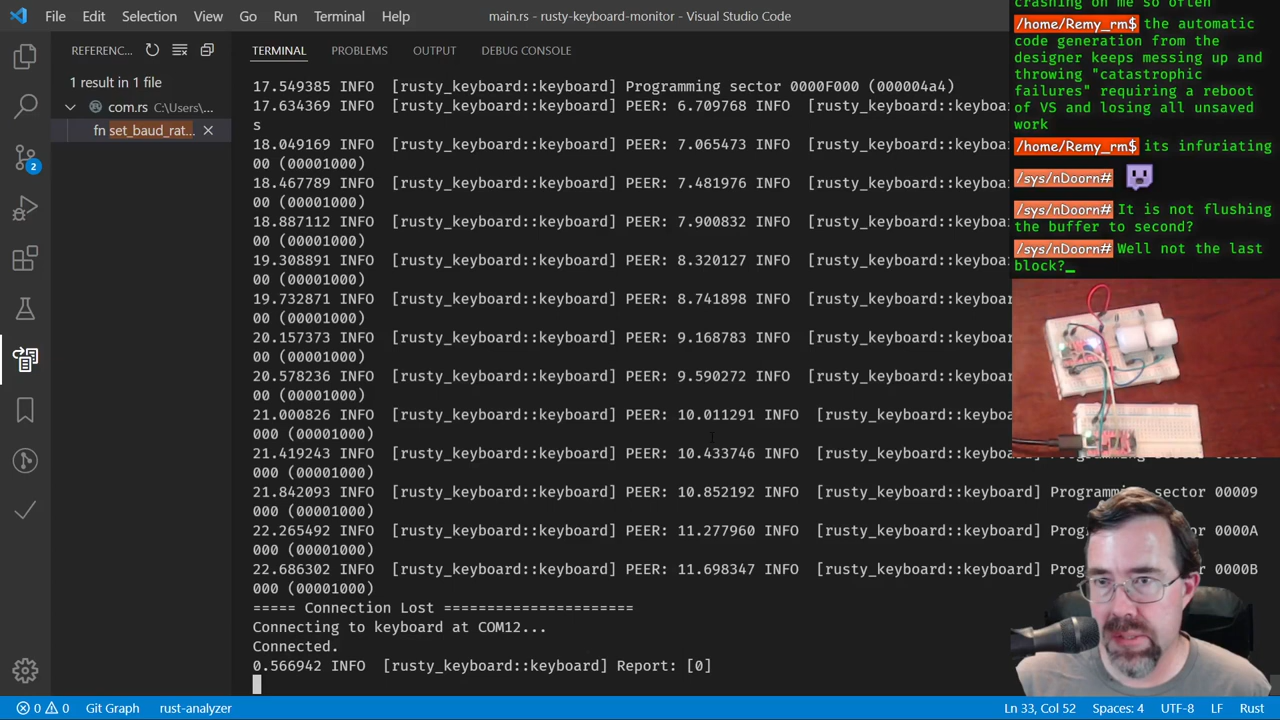 File Edit Selection View Go Run Terminal Help
main.rs - rusty-keyboard-monitor - Visual Studio Code
REFERENC...
1 result in 1 file
com.rs C:\Users\...
fn set_baud_rat...
2
TERMINAL PROBLEMS OUTPUT DEBUG CONSOLE
17.549385 INFO [rusty_keyboard::keyboard] Programming sector 0000F000 (000004a4)
17.634369 INFO [rusty_keyboard::keyboard] PEER: 6.709768 INFO [rusty_keyboard::keyboa
s
18.049169 INFO [rusty_keyboard::keyboard] PEER: 7.065473 INFO [rusty_keyboard::keyboa
00 (00001000)
18.467789 INFO [rusty_keyboard::keyboard] PEER: 7.481976 INFO [rusty_keyboard::keyboa
00 (00001000)
18.887113 INFO [rusty_keyboard::keyboard] PEER: 7.900832 INFO [rusty_keyboard::keyboa
00 (00001000)
19.308897 INFO [rusty_keyboard::keyboard] PEER: 8.320127 INFO [rusty_keyboard::keyboa
00 (00001000)
19.732871 INFO [rusty_keyboard::keyboard] PEER: 8.741898 INFO [rusty_keyboard::keyboa
00 (00001000)
20.157373 INFO [rusty_keyboard::keyboard] PEER: 9.168783 INFO [rusty_keyboard::keyboa
00 (00001000)
20.578236 INFO [rusty_keyboard::keyboard] PEER: 9.590272 INFO [rusty_keyboard::keyboa
00 (00001000)
21.000826 INFO [rusty_keyboard::keyboard] PEER: 10.011291 INFO [rusty_keyboard::keybo
000 (00001000)
21.419243 INFO [rusty_keyboard::keyboard] PEER: 10.433746 INFO [rusty_keyboard::keyboa
000 (00001000)
21.842093 INFO [rusty_keyboard::keyboard] PEER: 10.852192 INFO [rusty_keyboard::keyboard] Programming sector 00009
000 (00001000)
22.265492 INFO [rusty_keyboard::keyboard] PEER: 11.277960 INFO [rusty_keyboard::keyboard] Prog r 0000A
000 (00001000)
22.686302 INFO [rusty_keyboard::keyboard] PEER: 11.698347 INFO [rusty_keyboard::keyboard] Prog r 0000B
000 (00001000)
===== Connection Lost ======================
Connecting to keyboard at COM12...
Connected.
0.566942 INFO [rusty_keyboard::keyboard] Report: [0]
crashing on me so often
/home/Remy_rm$ the automatic
code generation from the
designer keeps messing up and
throwing "catastrophic
failures" requiring a reboot
of VS and losing all unsaved
work
/home/Remy_rm$ its infuriating
/sys/nDoorn#
/sys/nDoorn# It is not flushing
the buffer to second?
/sys/nDoorn# Well not the last
block?_
0 0 Git Graph rust-analyzer
Ln 33, Col 52 Spaces: 4 UTF-8 LF Rust